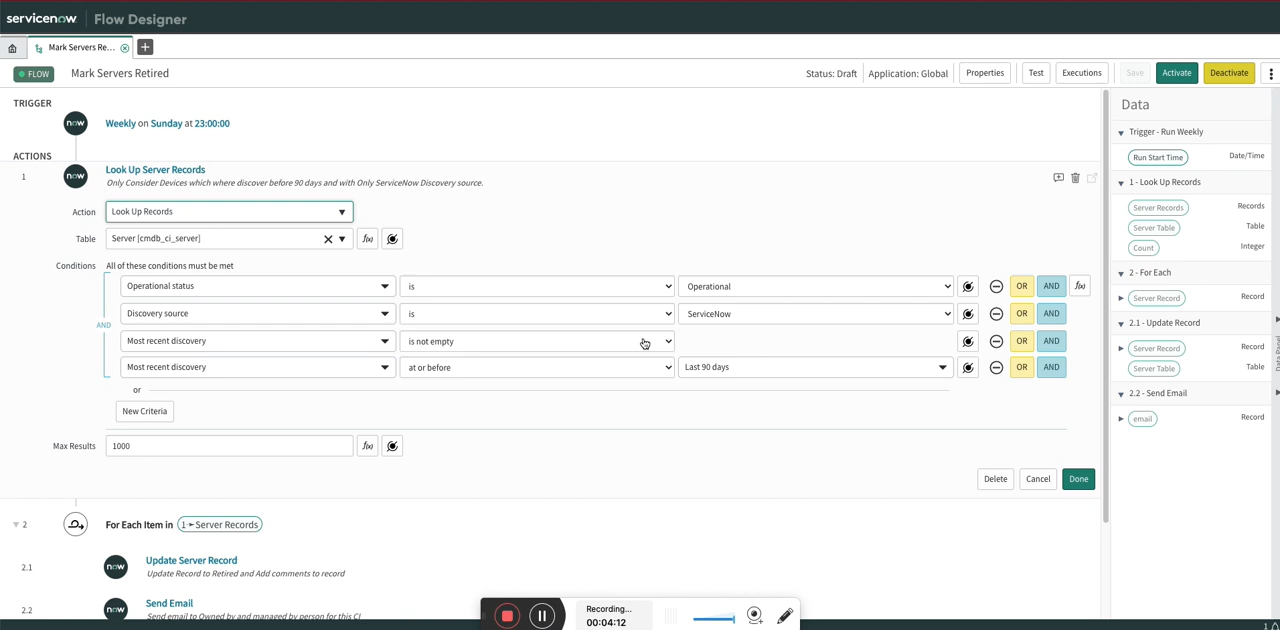 servicenow Flow Designer
Mark Servers Re...
FLOW Mark Servers Retired Status: Draft Application: Global Properties Test Executions Save Activate Deactivate
TRIGGER
now Weekly on Sunday at 23:00:00
ACTIONS
1 now Look Up Server Records
Only Consider Devices which where discover before 90 days and with Only ServiceNow Discovery source.
Action Look Up Records
Table Server [cmdb_ci_server] f(x)
Conditions All of these conditions must be met
Operational status is Operational OR AND f(x)
Discovery source is ServiceNow OR AND
AND
Most recent discovery is not empty OR AND
Most recent discovery at or before Last 90 days OR AND
or
New Criteria
Max Results 1000 f(x)
Delete Cancel Done
2 For Each Item in 1 ➛ Server Records
2.1 now Update Server Record
Update Record to Retired and Add comments to record
2.2 now Send Email
Send email to Owned by and managed by person for this CI
Data
Trigger - Run Weekly
Run Start Time Date/Time
1 - Look Up Records
Server Records Records
Server Table Table
Count Integer
2 - For Each
Server Record Record
2.1 - Update Record
Server Record Record
Server Table Table
2.2 - Send Email
email Record
Data Panel
Recording...
00:04:12
1